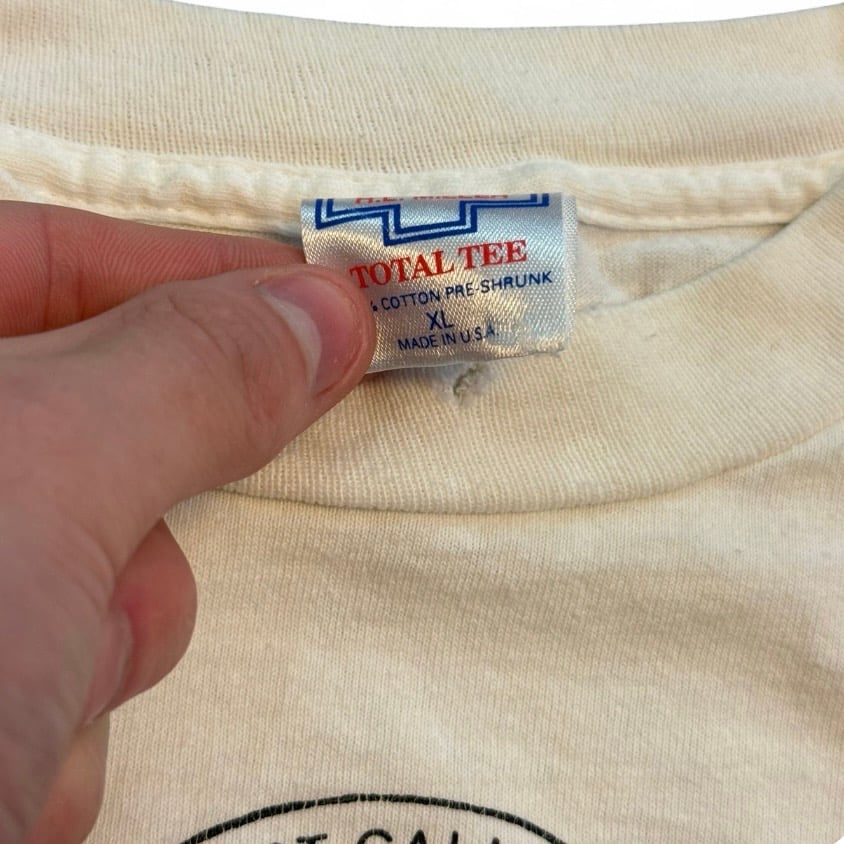 TOTAL TEE
% COTTON PRE-SHRUNK
XL
MADE IN U.S.A.